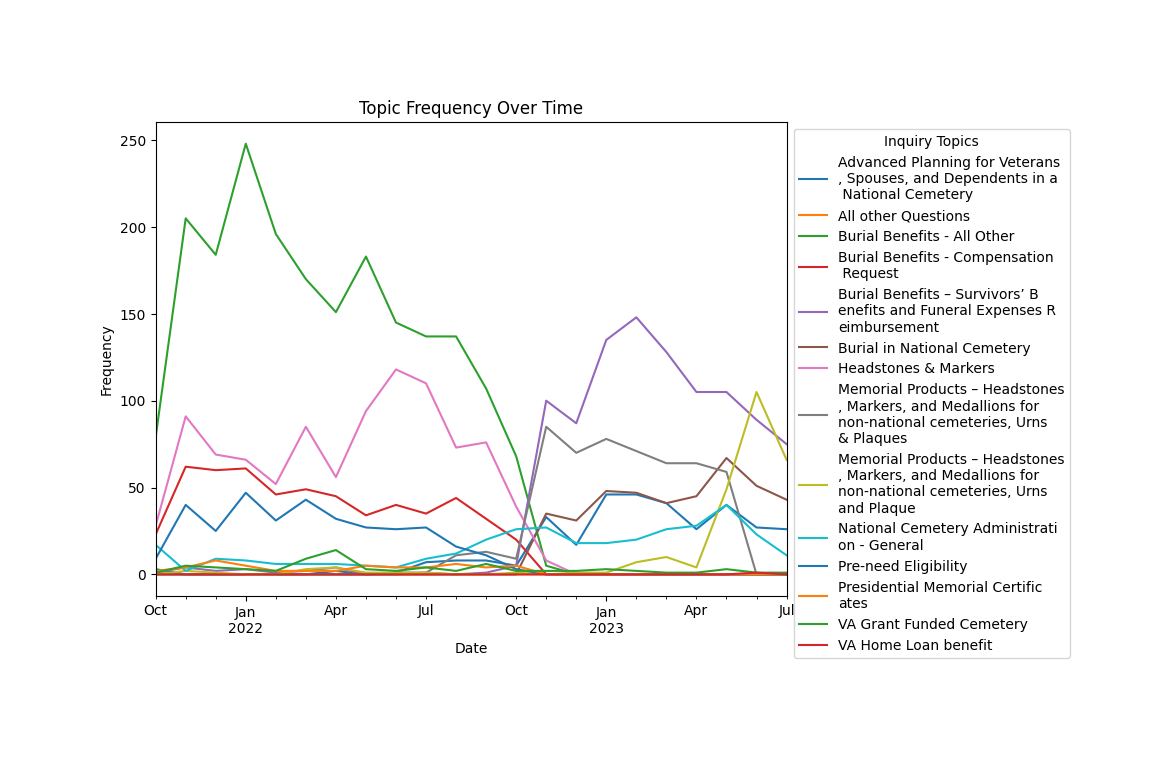 Topic Frequency Over Time
250
200
150
100
50
0
Frequency
Oct
Jan
2022
Apr
Jul
Oct
Jan
2023
Apr
Jul
Date
Inquiry Topics
Advanced Planning for Veterans
, Spouses, and Dependents in a
National Cemetery
All other Questions
Burial Benefits - All Other
Burial Benefits - Compensation
Request
Burial Benefits – Survivors’ B
enefits and Funeral Expenses R
eimbursement
Burial in National Cemetery
Headstones & Markers
Memorial Products – Headstones
, Markers, and Medallions for
non-national cemeteries, Urns
& Plaques
Memorial Products – Headstones
, Markers, and Medallions for
non-national cemeteries, Urns
and Plaque
National Cemetery Administrati
on - General
Pre-need Eligibility
Presidential Memorial Certific
ates
VA Grant Funded Cemetery
VA Home Loan benefit